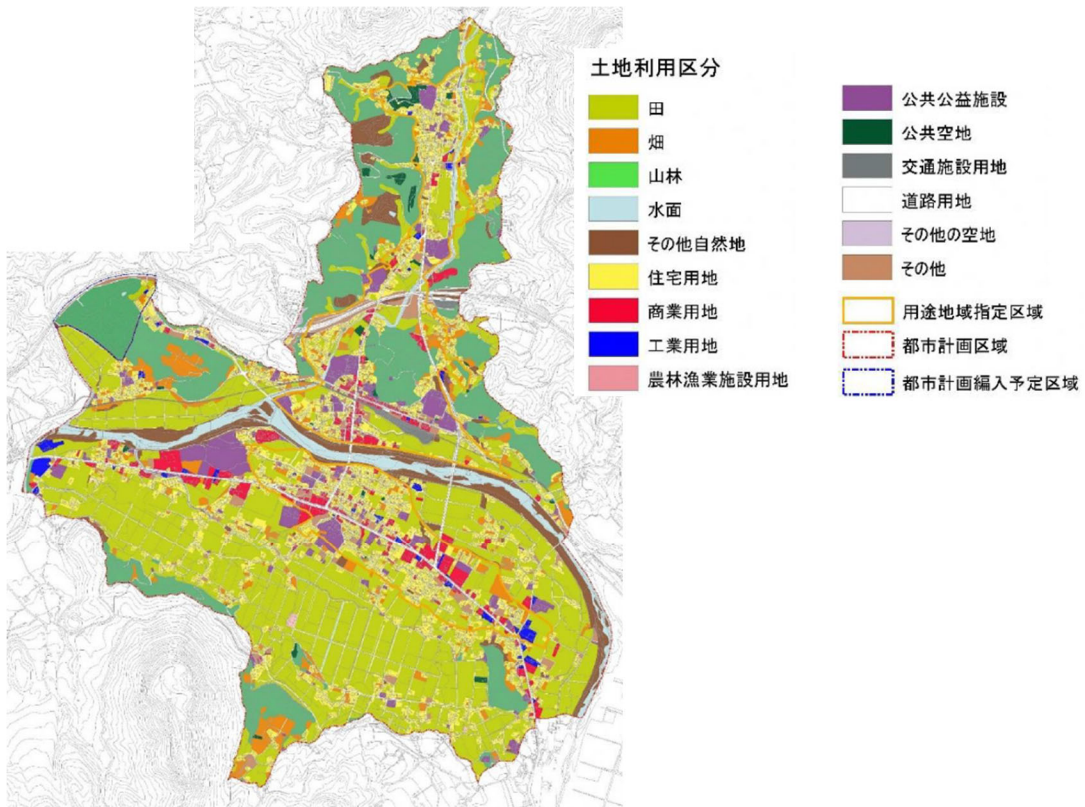 土地利用区分
田
畑
山林
水面
その他自然地
住宅用地
商業用地
工業用地
農林漁業施設用地
公共公益施設
公共空地
交通施設用地
道路用地
その他の空地
その他
用途地域指定区域
都市計画区域
都市計画編入予定区域